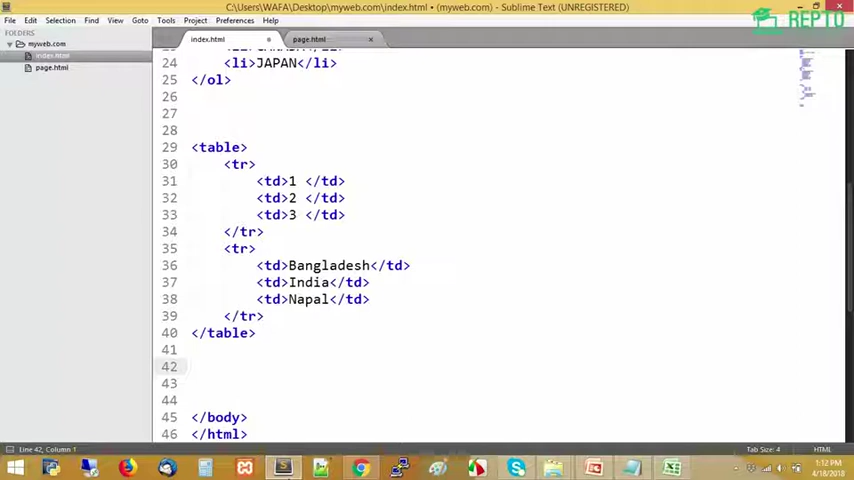 C:\Users\WAFA\Desktop\myweb.com\index.html • (myweb.com) - Sublime Text (UNREGISTERED)
File Edit Selection Find View Goto Tools Project Preferences Help
REPTO
FOLDERS
myweb.com
index.html
page.html
index.html
page.html
24 <li>JAPAN</li>
25 </ol>
26
27
28
29 <table>
30 <tr>
31 <td>1 </td>
32 <td>2 </td>
33 <td>3 </td>
34 </tr>
35 <tr>
36 <td>Bangladesh</td>
37 <td>India</td>
38 <td>Napal</td>
39 </tr>
40 </table>
41
42
43
44
45 </body>
46 </html>
Line 42, Column 1
Tab Size: 4
HTML
1:12 PM
4/18/2018